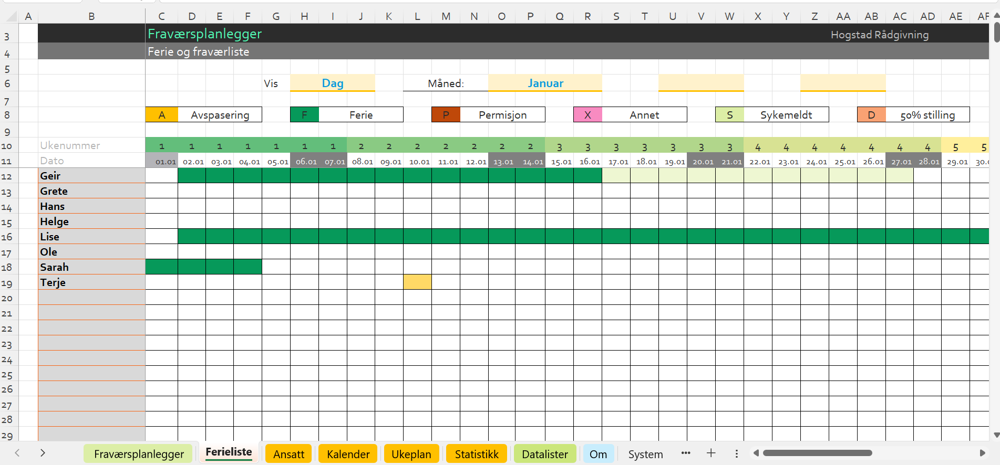 A B C D E F G H I J K L M N O P Q R S T U V W X Y Z AA AB AC AD AE AF
3 Fraværsplanlegger Hogstad Rådgivning
4 Ferie og fraværliste
5
6 Vis Dag Måned: Januar
7
8 A Avspasering F Ferie P Permisjon X Annet S Sykemeldt D 50% stilling
9
10 Ukenummer 1 1 1 1 1 1 1 2 2 2 2 2 2 2 3 3 3 3 3 3 3 4 4 4 4 4 4 4 5 5
11 Dato 01.01 02.01 03.01 04.01 05.01 06.01 07.01 08.01 09.01 10.01 11.01 12.01 13.01 14.01 15.01 16.01 17.01 18.01 19.01 20.01 21.01 22.01 23.01 24.01 25.01 26.01 27.01 28.01 29.01 30.0
12 Geir
13 Grete
14 Hans
15 Helge
16 Lise
17 Ole
18 Sarah
19 Terje
20
21
22
23
24
25
26
27
28
29
Fraværsplanlegger Ferieliste Ansatt Kalender Ukeplan Statistikk Datalister Om System